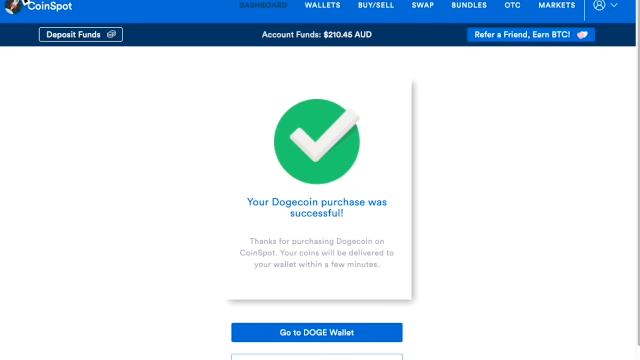 CoinSpot
DASHBOARD WALLETS BUY/SELL SWAP BUNDLES OTC MARKETS
Deposit Funds Account Funds: $210.45 AUD Refer a Friend, Earn BTC!
Your Dogecoin purchase was
successful!
Thanks for purchasing Dogecoin on
CoinSpot. Your coins will be delivered to
your wallet within a few minutes.
Go to DOGE Wallet